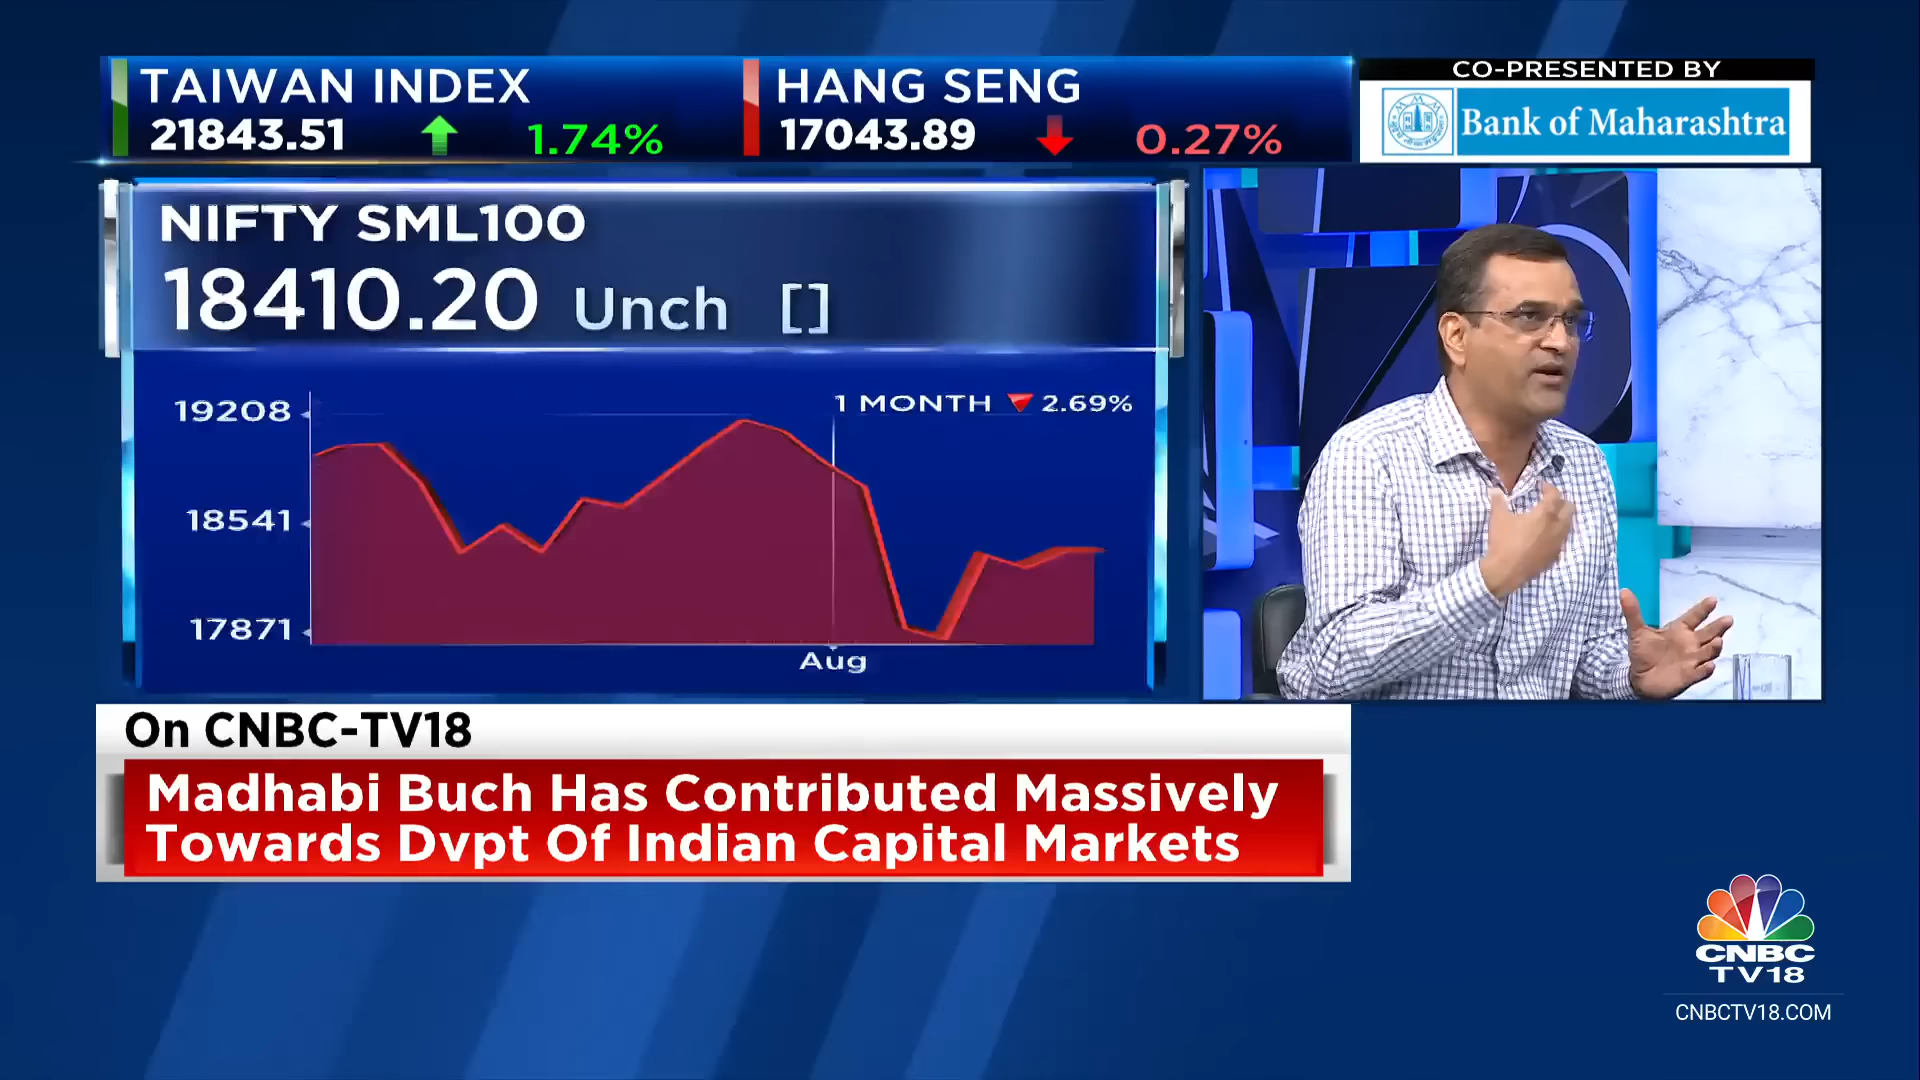 TAIWAN INDEX
21843.51 1.74%
HANG SENG
17043.89 0.27%
CO-PRESENTED BY
Bank of Maharashtra
NIFTY SML100
18410.20 Unch []
1 MONTH 2.69%
19208
18541
17871
Aug
On CNBC-TV18
Madhabi Buch Has Contributed Massively
Towards Dvpt Of Indian Capital Markets
CNBC
TV18
CNBCTV18.COM